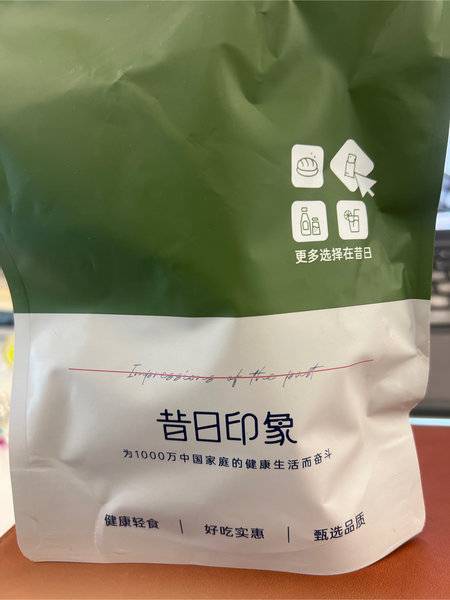 更多选择在昔日
Impressions of the past
昔日印象
为1000万中国家庭的健康生活而奋斗
健康轻食 | 好吃实惠 | 甄选品质